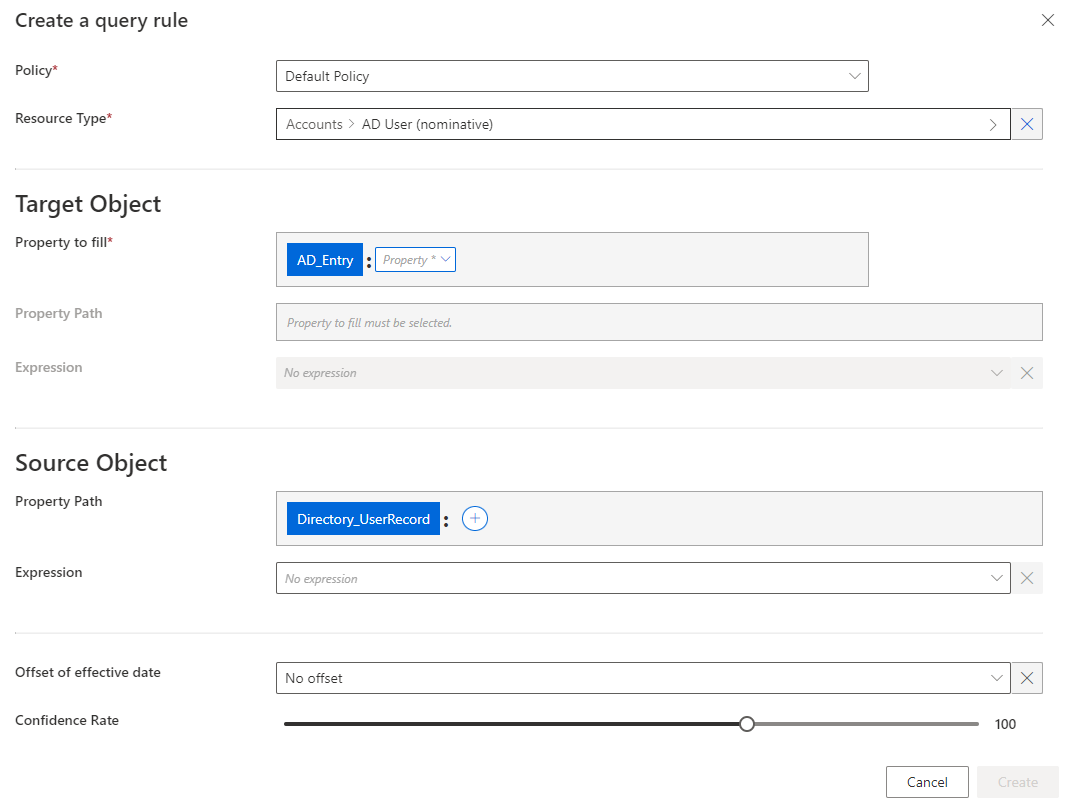 Create a query rule
Policy*
Default Policy
Resource Type*
Accounts > AD User (nominative)
Target Object
Property to fill*
AD_Entry : Property *
Property Path
Property to fill must be selected.
Expression
No expression
Source Object
Property Path
Directory_UserRecord :
Expression
No expression
Offset of effective date
No offset
Confidence Rate
100
Cancel
Create